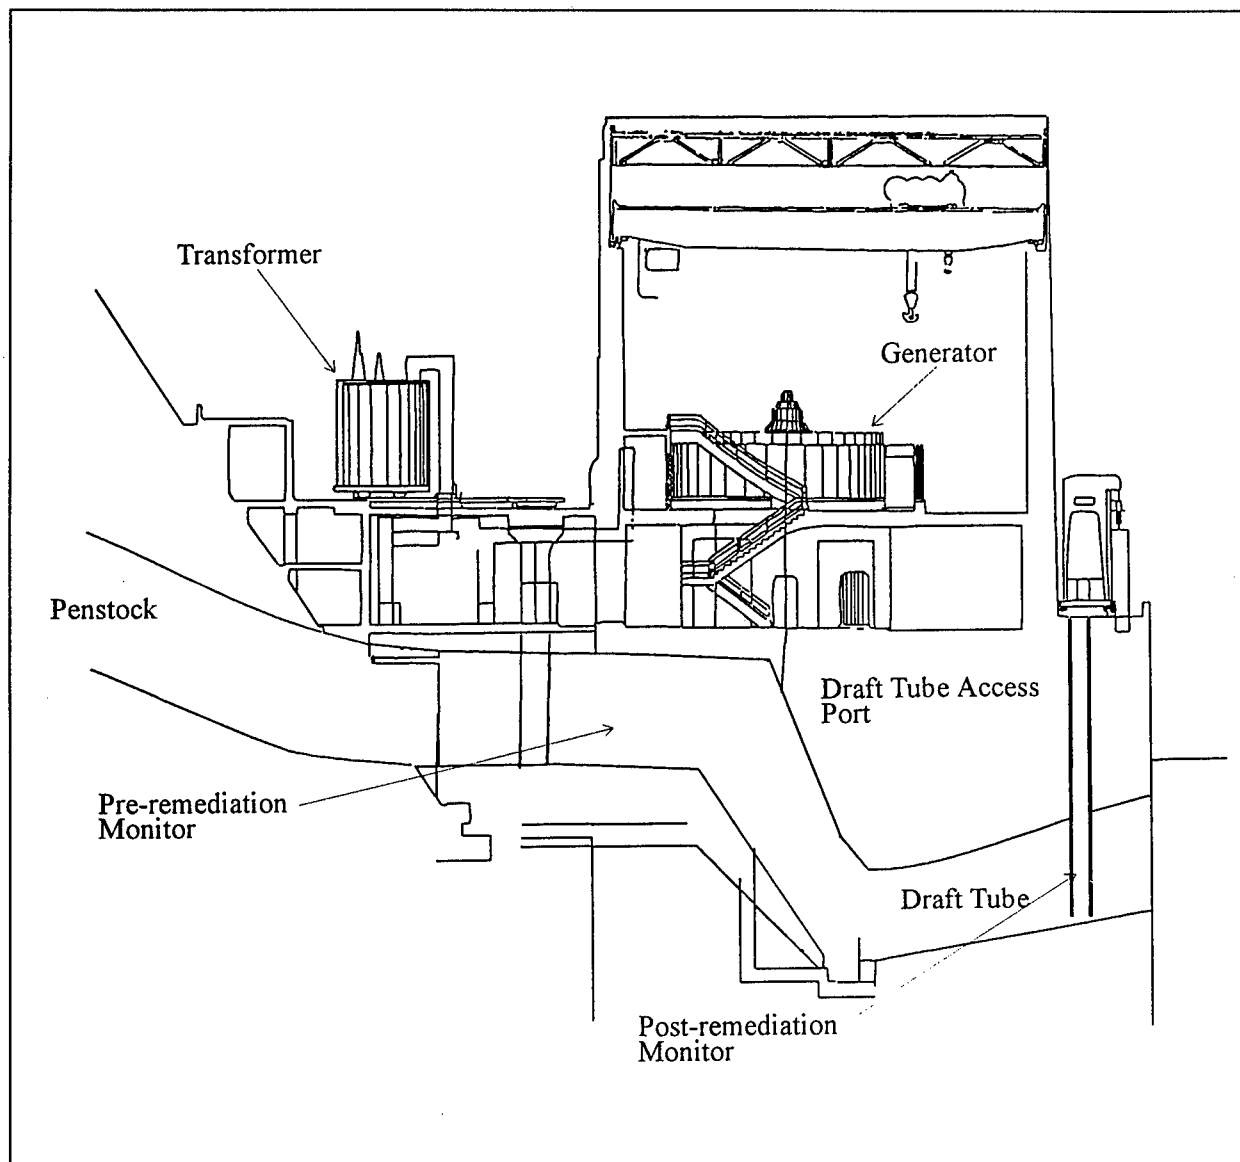 Transformer
Generator
Penstock
Draft Tube Access
Port
Pre-remediation
Monitor
Draft Tube
Post-remediation
Monitor